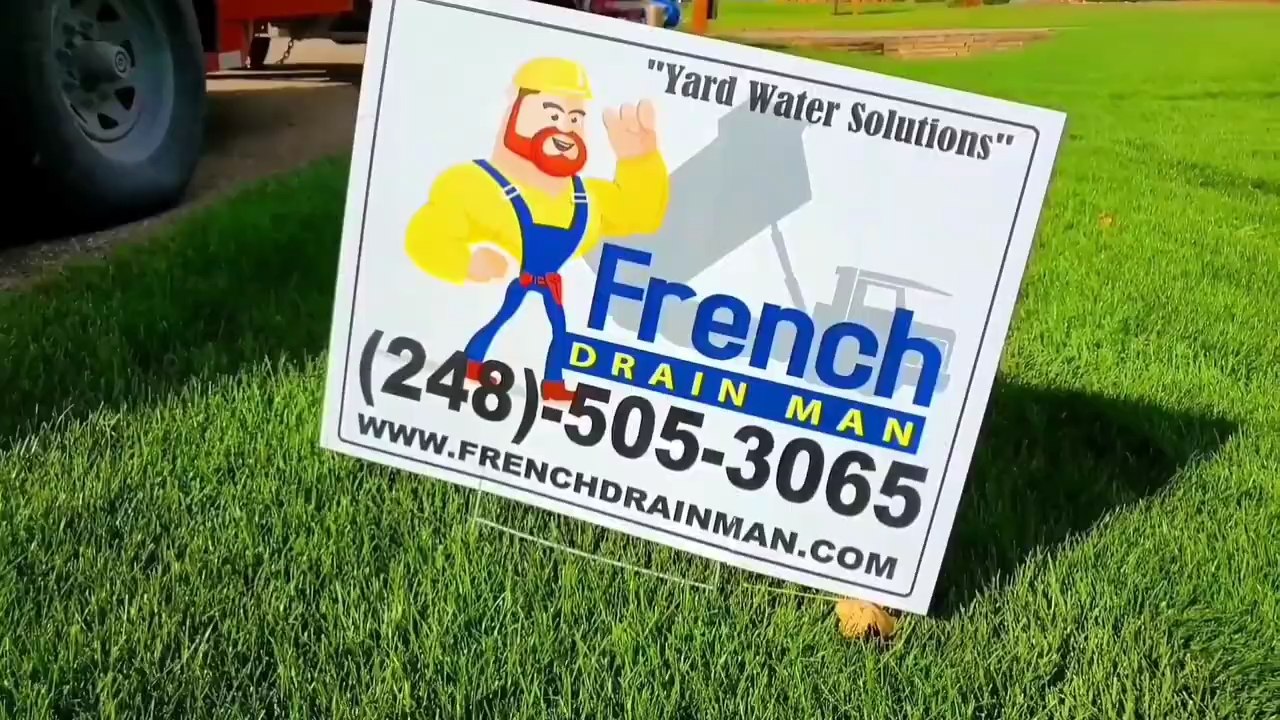 "Yard Water Solutions"
French
DRAIN MAN
(248)-505-3065
WWW.FRENCHDRAINMAN.COM